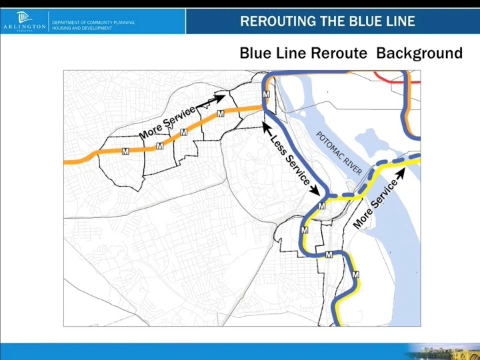 ARLINGTON
DEPARTMENT OF COMMUNITY PLANNING,
HOUSING AND DEVELOPMENT
REROUTING THE BLUE LINE
Blue Line Reroute Background
More Service
Less Service
POTOMAC RIVER
More Service
M
M
M
M
M
M
M
M
M